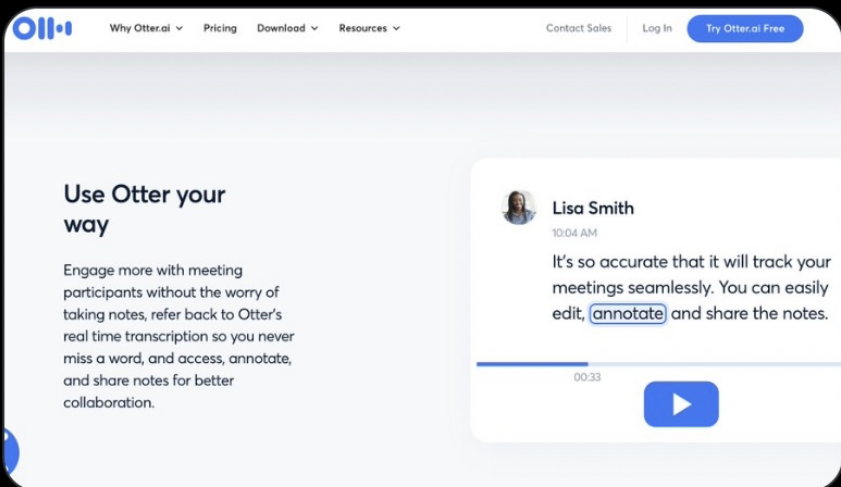 Why Otter.ai
Pricing
Download
Resources
Contact Sales
Log In
Try Otter.ai Free
Use Otter your
way
Engage more with meeting
participants without the worry of
taking notes, refer back to Otter's
real time transcription so you never
miss a word, and access, annotate,
and share notes for better
collaboration.
Lisa Smith
10:04 AM
It's so accurate that it will track your
meetings seamlessly. You can easily
edit, annotate and share the notes.
00:33